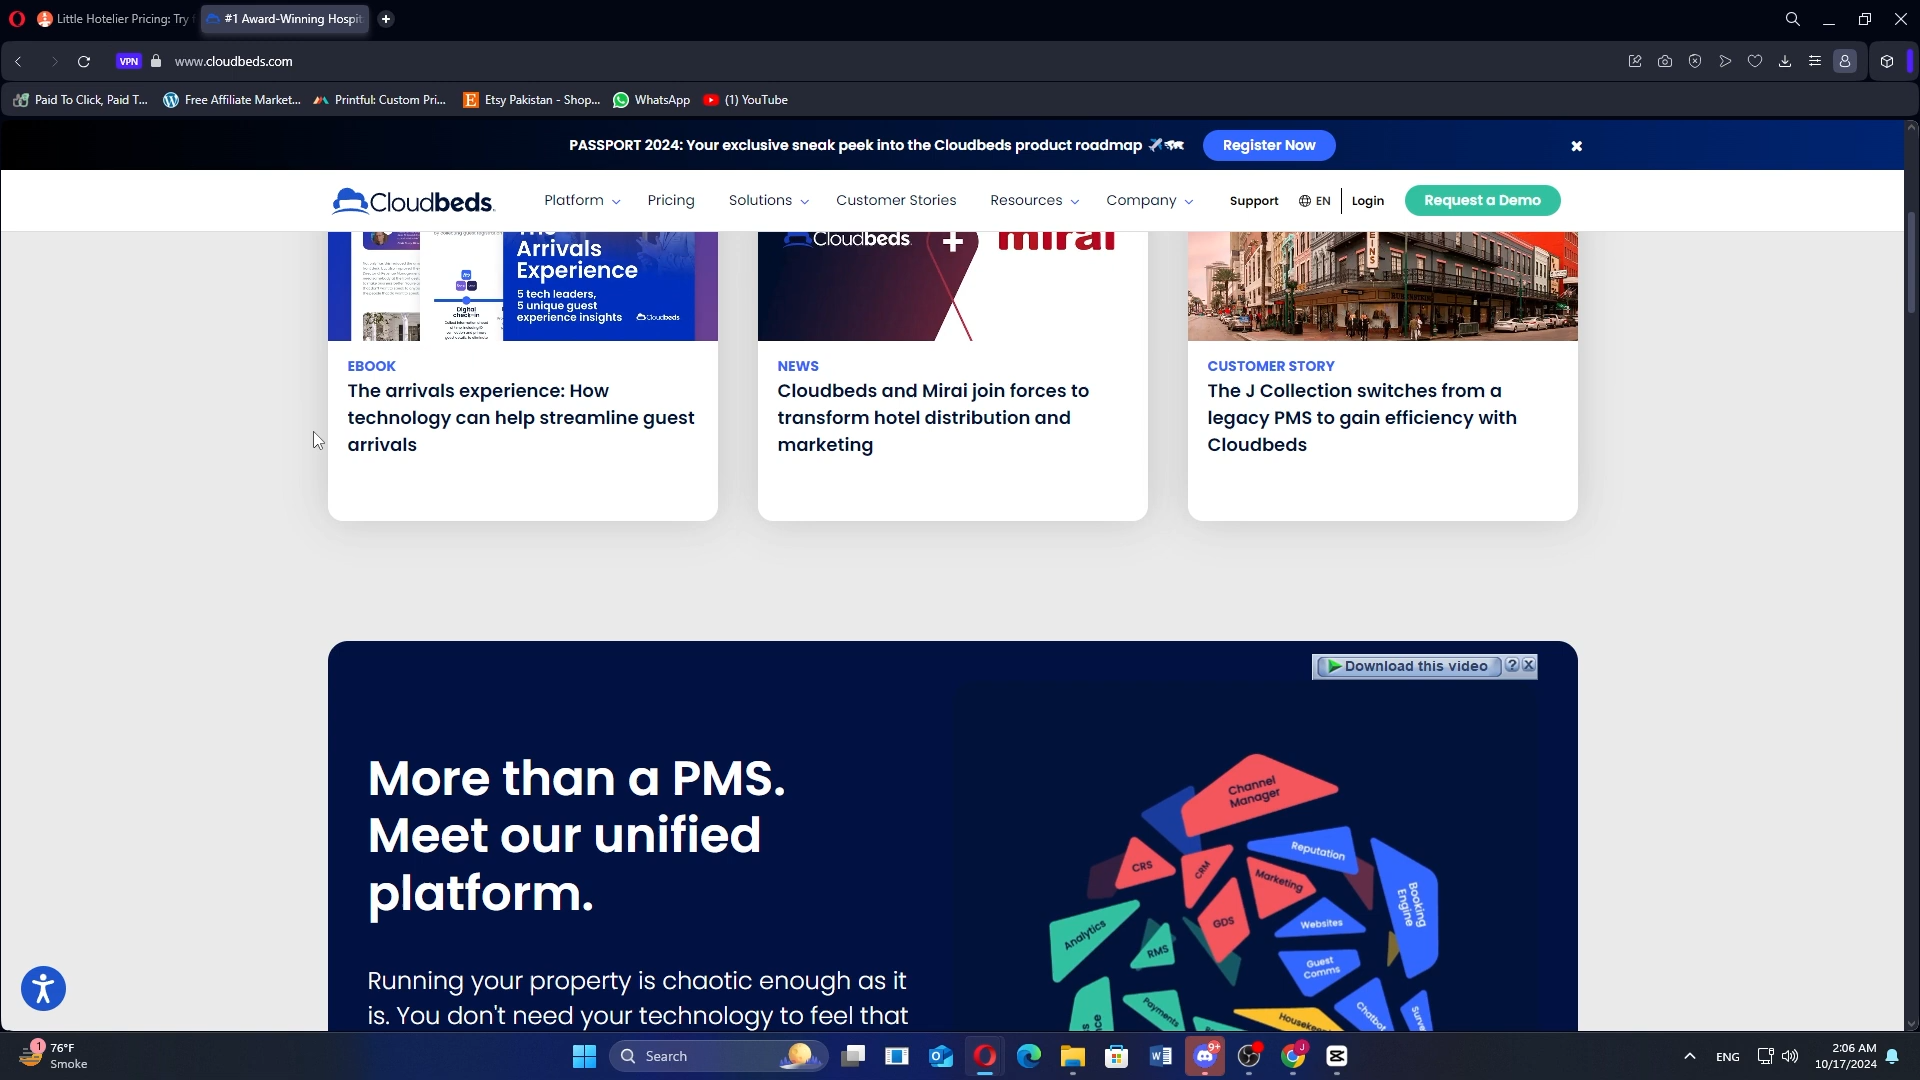 Little Hotelier Pricing: Try
#1 Award-Winning Hospit
VPN
www.cloudbeds.com
Paid To Click, Paid T...
Free Affiliate Market...
Printful: Custom Pri...
Etsy Pakistan - Shop...
WhatsApp
(1) YouTube
PASSPORT 2024: Your exclusive sneak peek into the Cloudbeds product roadmap
Register Now
Cloudbeds
Platform
Pricing
Solutions
Customer Stories
Resources
Company
Support
EN
Login
Request a Demo
Digital
check-in
Arrivals
Experience
5 tech leaders,
5 unique guest
experience insights
Cloudbeds
Cloudbeds + mirai
EBOOK
The arrivals experience: How
technology can help streamline guest
arrivals
NEWS
Cloudbeds and Mirai join forces to
transform hotel distribution and
marketing
CUSTOMER STORY
The J Collection switches from a
legacy PMS to gain efficiency with
Cloudbeds
Download this video
More than a PMS.
Meet our unified
platform.
Running your property is chaotic enough as it
is. You don't need your technology to feel that
Channel
Manager
Reputation
CRS
CRM
Marketing
Booking
Engine
GDS
Websites
Analytics
RMS
Guest
Comms
Payments
Chatbot
1
76°F
Smoke
Search
9+
J
ENG
2:06 AM
10/17/2024